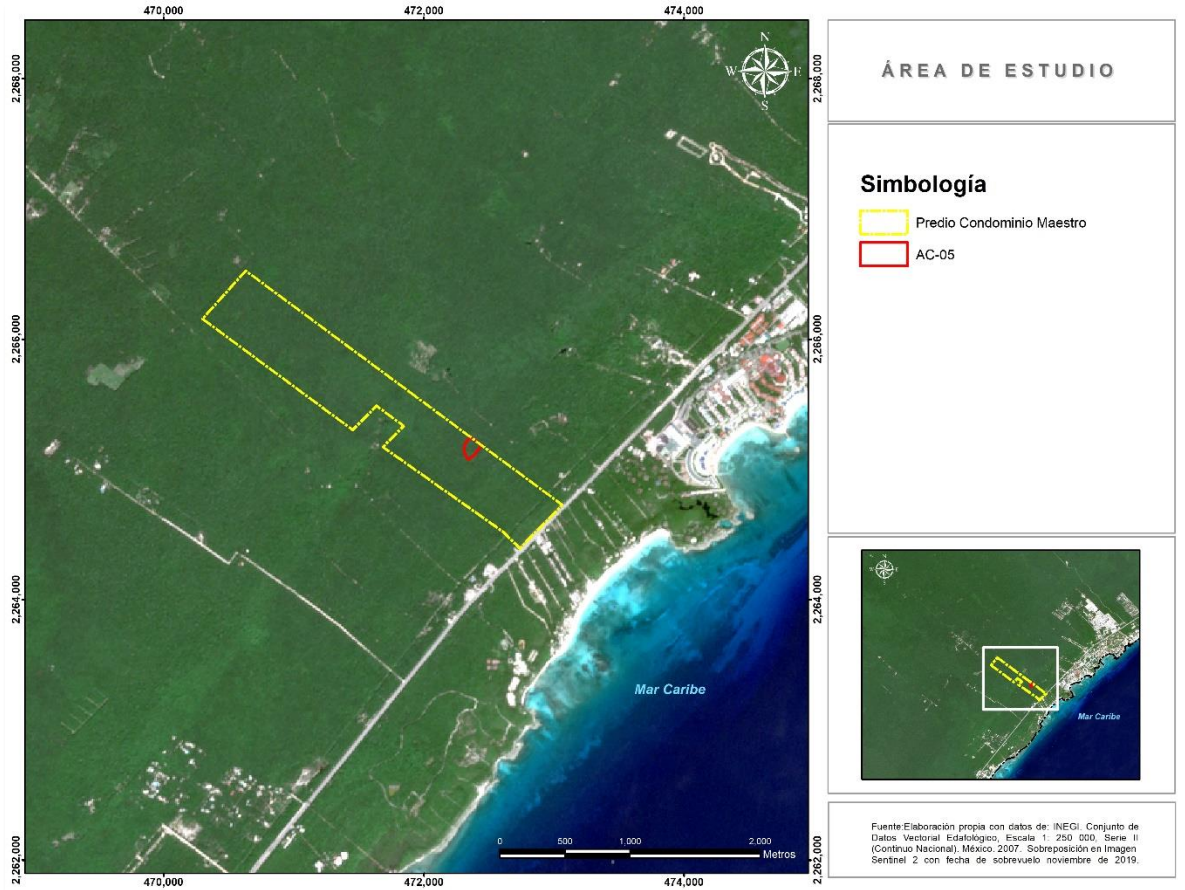 470,000 472,000 474,000
2,268,000 2,268,000
N
W E
S
2,266,000 2,266,000
2,264,000 2,264,000
Mar Caribe
0 500 1,000 2,000
Metros
2,262,000 2,262,000
470,000 472,000 474,000
ÁREA DE ESTUDIO
Simbología
Predio Condominio Maestro
AC-05
Mar Caribe
Fuente:Elaboración propia con datos de: INEGI. Conjunto de
Datos Vectorial Edafológico, Escala 1: 250 000, Serie II
(Continuo Nacional). México. 2007. Sobreposición en Imagen
Sentinel 2 con fecha de sobrevuelo noviembre de 2019.